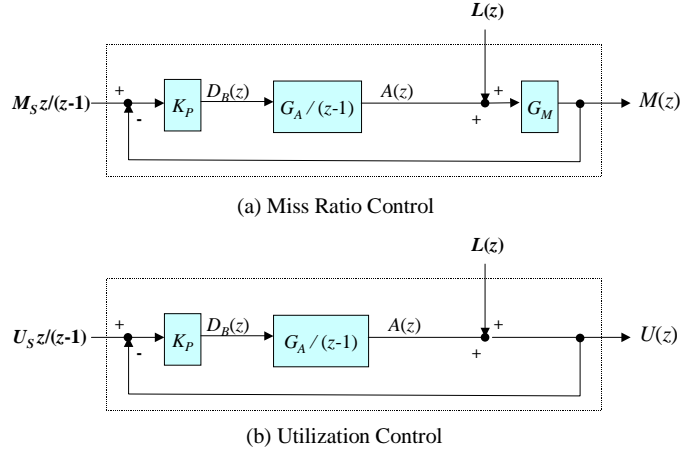 L(z)
M_S z/(z-1)
+
-
K_P
D_B(z)
G_A / (z-1)
A(z)
+
+
G_M
M(z)
(a) Miss Ratio Control
L(z)
U_S z/(z-1)
+
-
K_P
D_B(z)
G_A / (z-1)
A(z)
+
+
U(z)
(b) Utilization Control